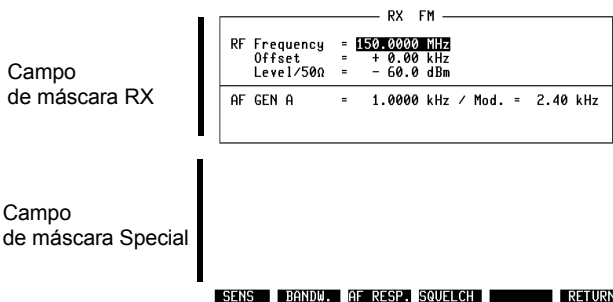 RX FM
RF Frequency = 150.0000 MHz
Offset = + 0.00 kHz
Level/50Ω = - 60.0 dBm
Campo
de máscara RX
AF GEN A = 1.0000 kHz / Mod. = 2.40 kHz
Campo
de máscara Special
SENS BANDW. AF RESP. SQUELCH RETURN